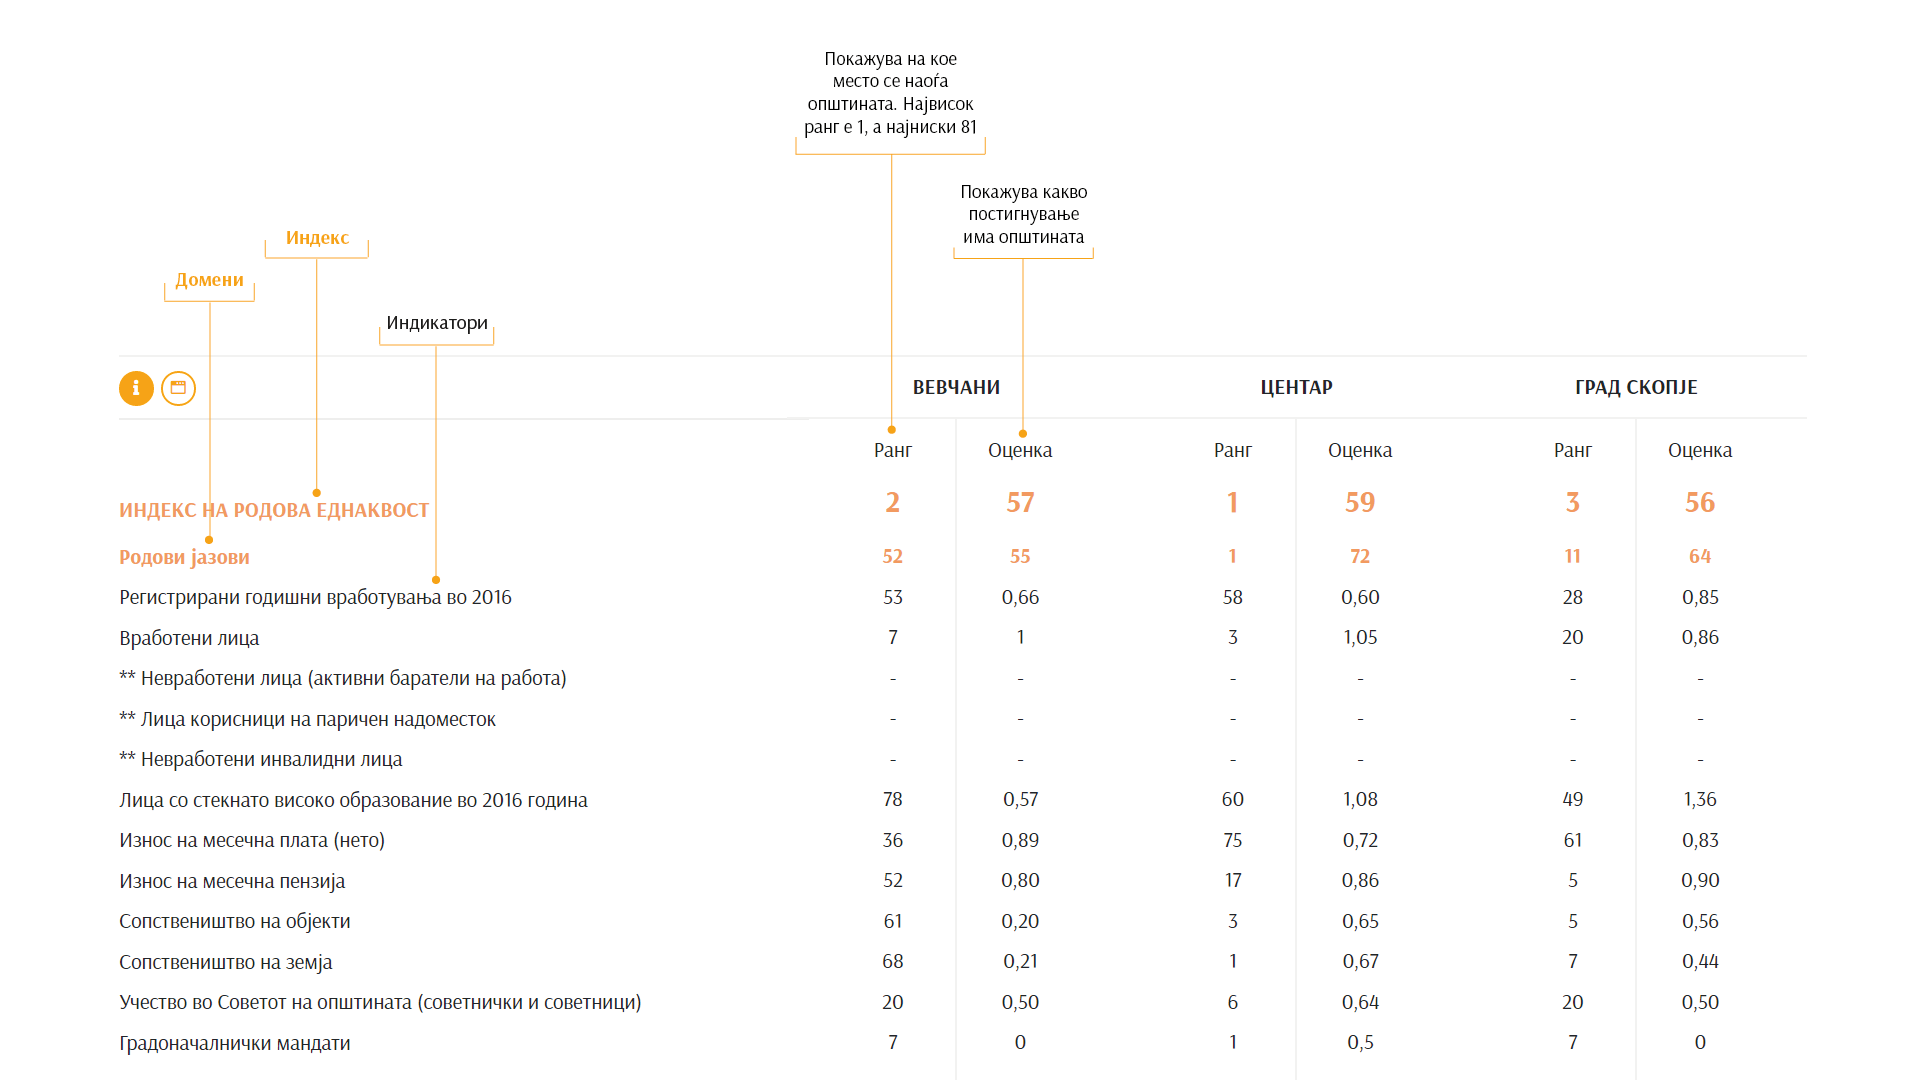 Покажува на кое
место се наоѓа
општината. Највисок
ранг е 1, а најниски 81
Покажува какво
постигнување
има општината
Индекс
Домени
Индикатори
ВЕВЧАНИ ЦЕНТАР ГРАД СКОПЈЕ
Ранг Оценка Ранг Оценка Ранг Оценка
ИНДЕКС НА РОДОВА ЕДНАКВОСТ 2 57 1 59 3 56
Родови јазови 52 55 1 72 11 64
Регистрирани годишни вработувања во 2016 53 0,66 58 0,60 28 0,85
Вработени лица 7 1 3 1,05 20 0,86
** Невработени лица (активни баратели на работа) - - - - - -
** Лица корисници на паричен надоместок - - - - - -
** Невработени инвалидни лица - - - - - -
Лица со стекнато високо образование во 2016 година 78 0,57 60 1,08 49 1,36
Износ на месечна плата (нето) 36 0,89 75 0,72 61 0,83
Износ на месечна пензија 52 0,80 17 0,86 5 0,90
Сопствеништво на објекти 61 0,20 3 0,65 5 0,56
Сопствеништво на земја 68 0,21 1 0,67 7 0,44
Учество во Советот на општината (советнички и советници) 20 0,50 6 0,64 20 0,50
Градоначалнички мандати 7 0 1 0,5 7 0